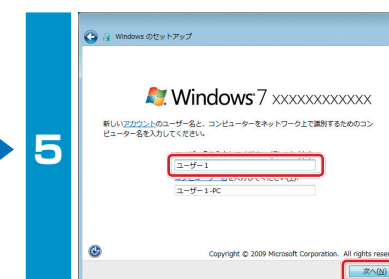 5
Windows のセットアップ
Windows 7 XXXXXXXXXXXX
新しいアカウントのユーザー名と、コンピューターをネットワーク上で識別するためのコン
ピューター名を入力してください。
ユーザー1
ユーザー1-PC
Copyright © 2009 Microsoft Corporation. All rights rese
次へ(N)